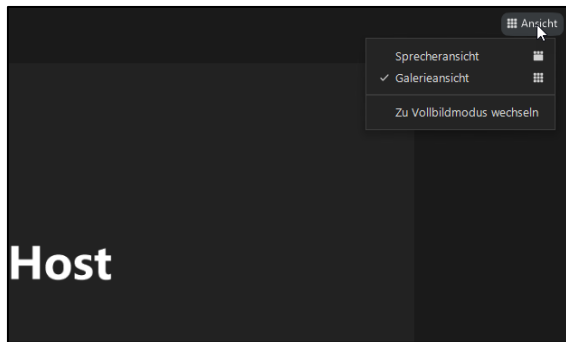 Ansicht
Sprecheransicht
Galerieansicht
Zu Vollbildmodus wechseln
Host